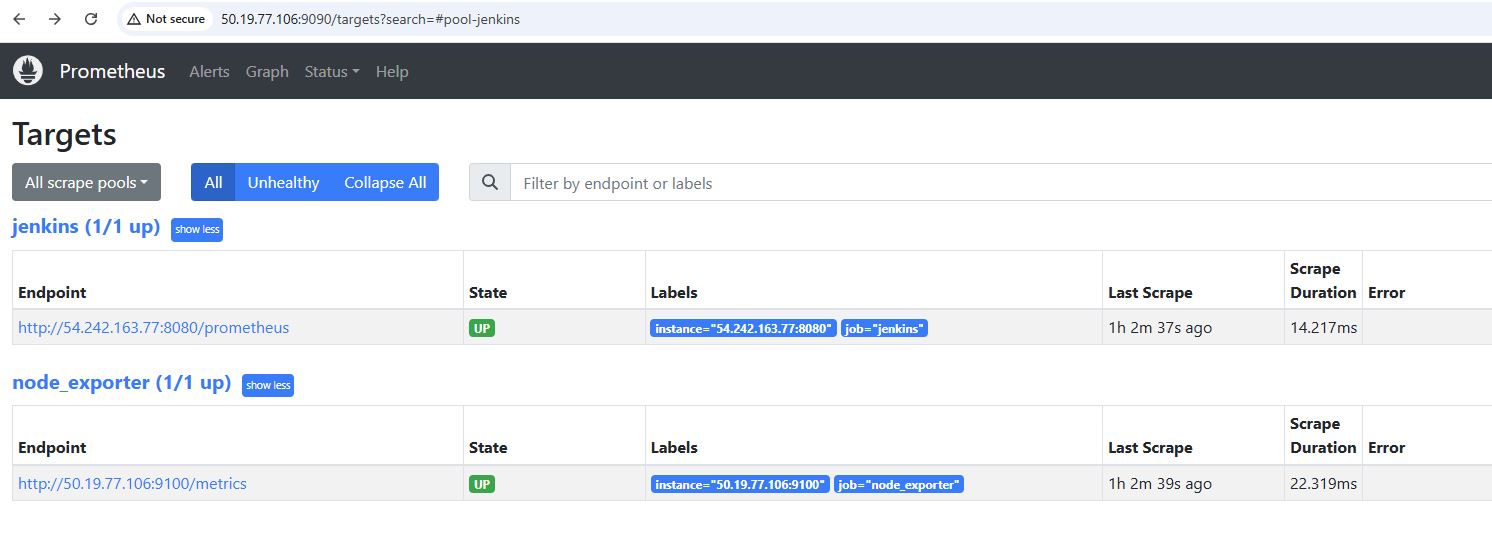 Not secure 50.19.77.106:9090/targets?search=#pool-jenkins
Prometheus Alerts Graph Status Help
Targets
All scrape pools All Unhealthy Collapse All Filter by endpoint or labels
jenkins (1/1 up) show less
Endpoint State Labels Last Scrape Scrape Duration Error
http://54.242.163.77:8080/prometheus UP instance="54.242.163.77:8080" job="jenkins" 1h 2m 37s ago 14.217ms
node_exporter (1/1 up) show less
Endpoint State Labels Last Scrape Scrape Duration Error
http://50.19.77.106:9100/metrics UP instance="50.19.77.106:9100" job="node_exporter" 1h 2m 39s ago 22.319ms